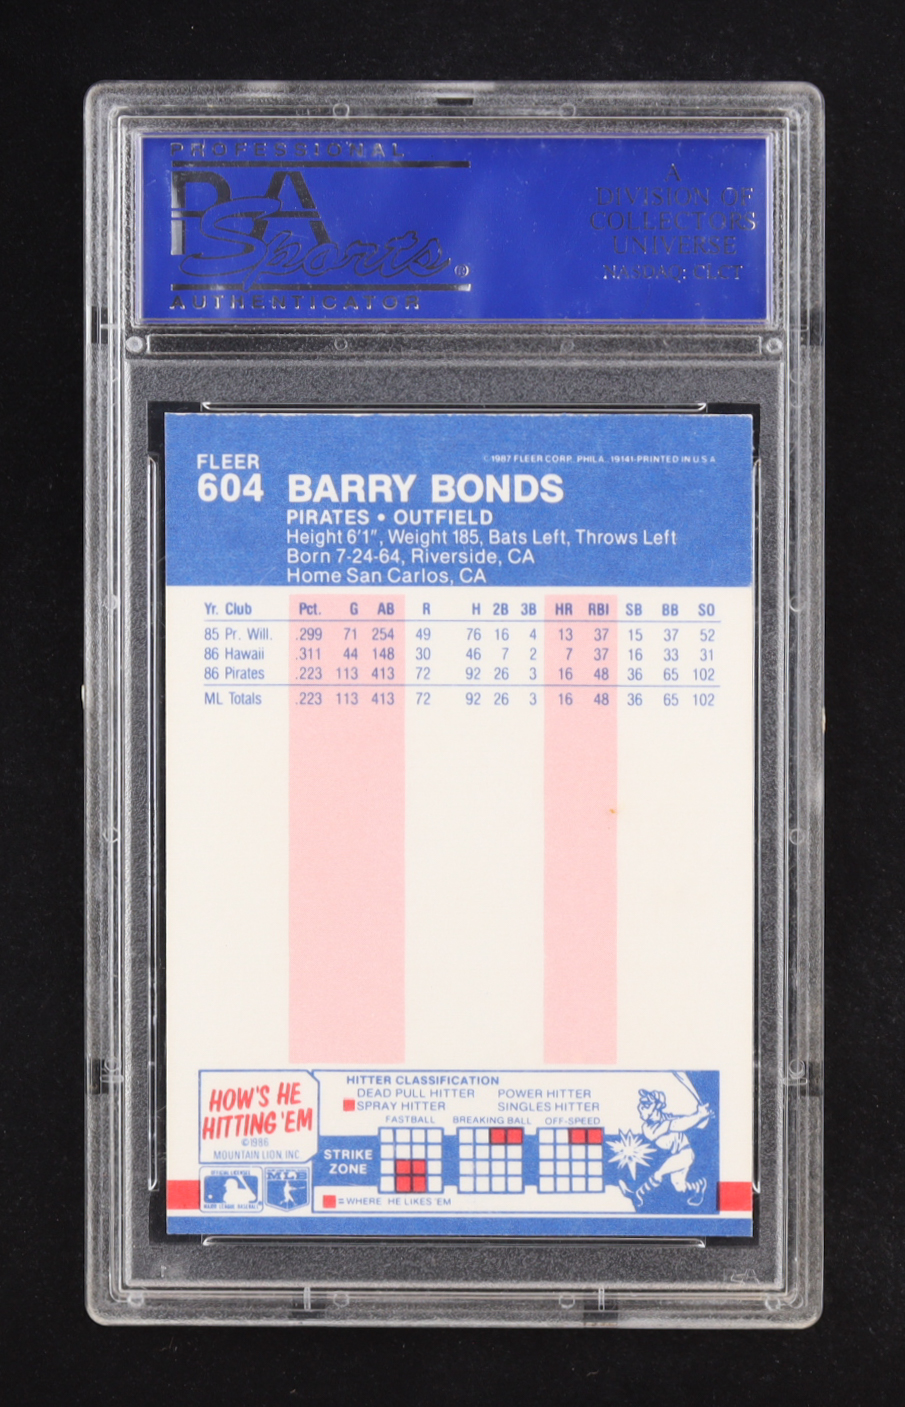 PROFESSIONAL
PSA
Sports®
AUTHENTICATOR
A
DIVISION OF
COLLECTORS
UNIVERSE
NASDAQ: CLCT
FLEER
604
© 1987 FLEER CORP. PHILA., 19141-PRINTED IN U.S.A
BARRY BONDS
PIRATES • OUTFIELD
Height 6'1", Weight 185, Bats Left, Throws Left
Born 7-24-64, Riverside, CA
Home San Carlos, CA
Yr. Club Pct. G AB R H 2B 3B HR RBI SB BB SO
85 Pr. Will. .299 71 254 49 76 16 4 13 37 15 37 52
86 Hawaii .311 44 148 30 46 7 2 7 37 16 33 31
86 Pirates .223 113 413 72 92 26 3 16 48 36 65 102
ML Totals .223 113 413 72 92 26 3 16 48 36 65 102
HOW'S HE
HITTING 'EM
©1986
MOUNTAIN LION, INC
HITTER CLASSIFICATION
DEAD PULL HITTER POWER HITTER
SPRAY HITTER SINGLES HITTER
FASTBALL BREAKING BALL OFF-SPEED
STRIKE
ZONE
= WHERE HE LIKES 'EM
MAJOR LEAGUE BASEBALL
MLB